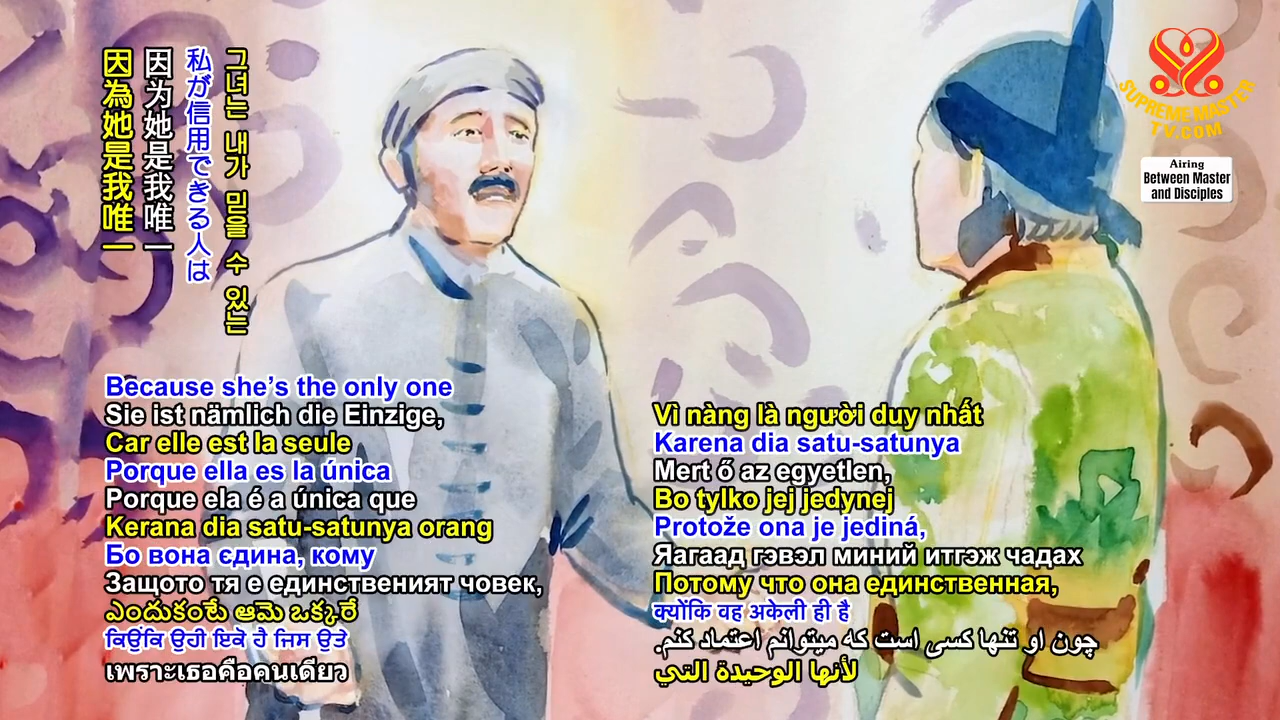 因為她是我唯一
因为她是我唯一
私が信用できる人は
그녀는 내가 믿을 수 있는
SUPREME MASTER
TV.COM
Airing
Between Master
and Disciples
Because she's the only one
Sie ist nämlich die Einzige,
Car elle est la seule
Porque ella es la única
Porque ela é a única que
Kerana dia satu-satunya orang
Бо вона єдина, кому
Защото тя е единственият човек,
ఎందుకంటే ఆమె ఒక్కరే
ਕਿਉਂਕਿ ਉਹੀ ਇਕੋ ਹੈ ਜਿਸ ਉਤੇ
เพราะเธอคือคนเดียว
Vì nàng là người duy nhất
Karena dia satu-satunya
Mert ő az egyetlen,
Bo tylko jej jedynej
Protože ona je jediná,
Яагаад гэвэл миний итгэж чадах
Потому что она единственная,
क्योंकि वह अकेली ही है
چون او تنها کسی است که میتوانم اعتماد کنم.
لأنها الوحيدة التي